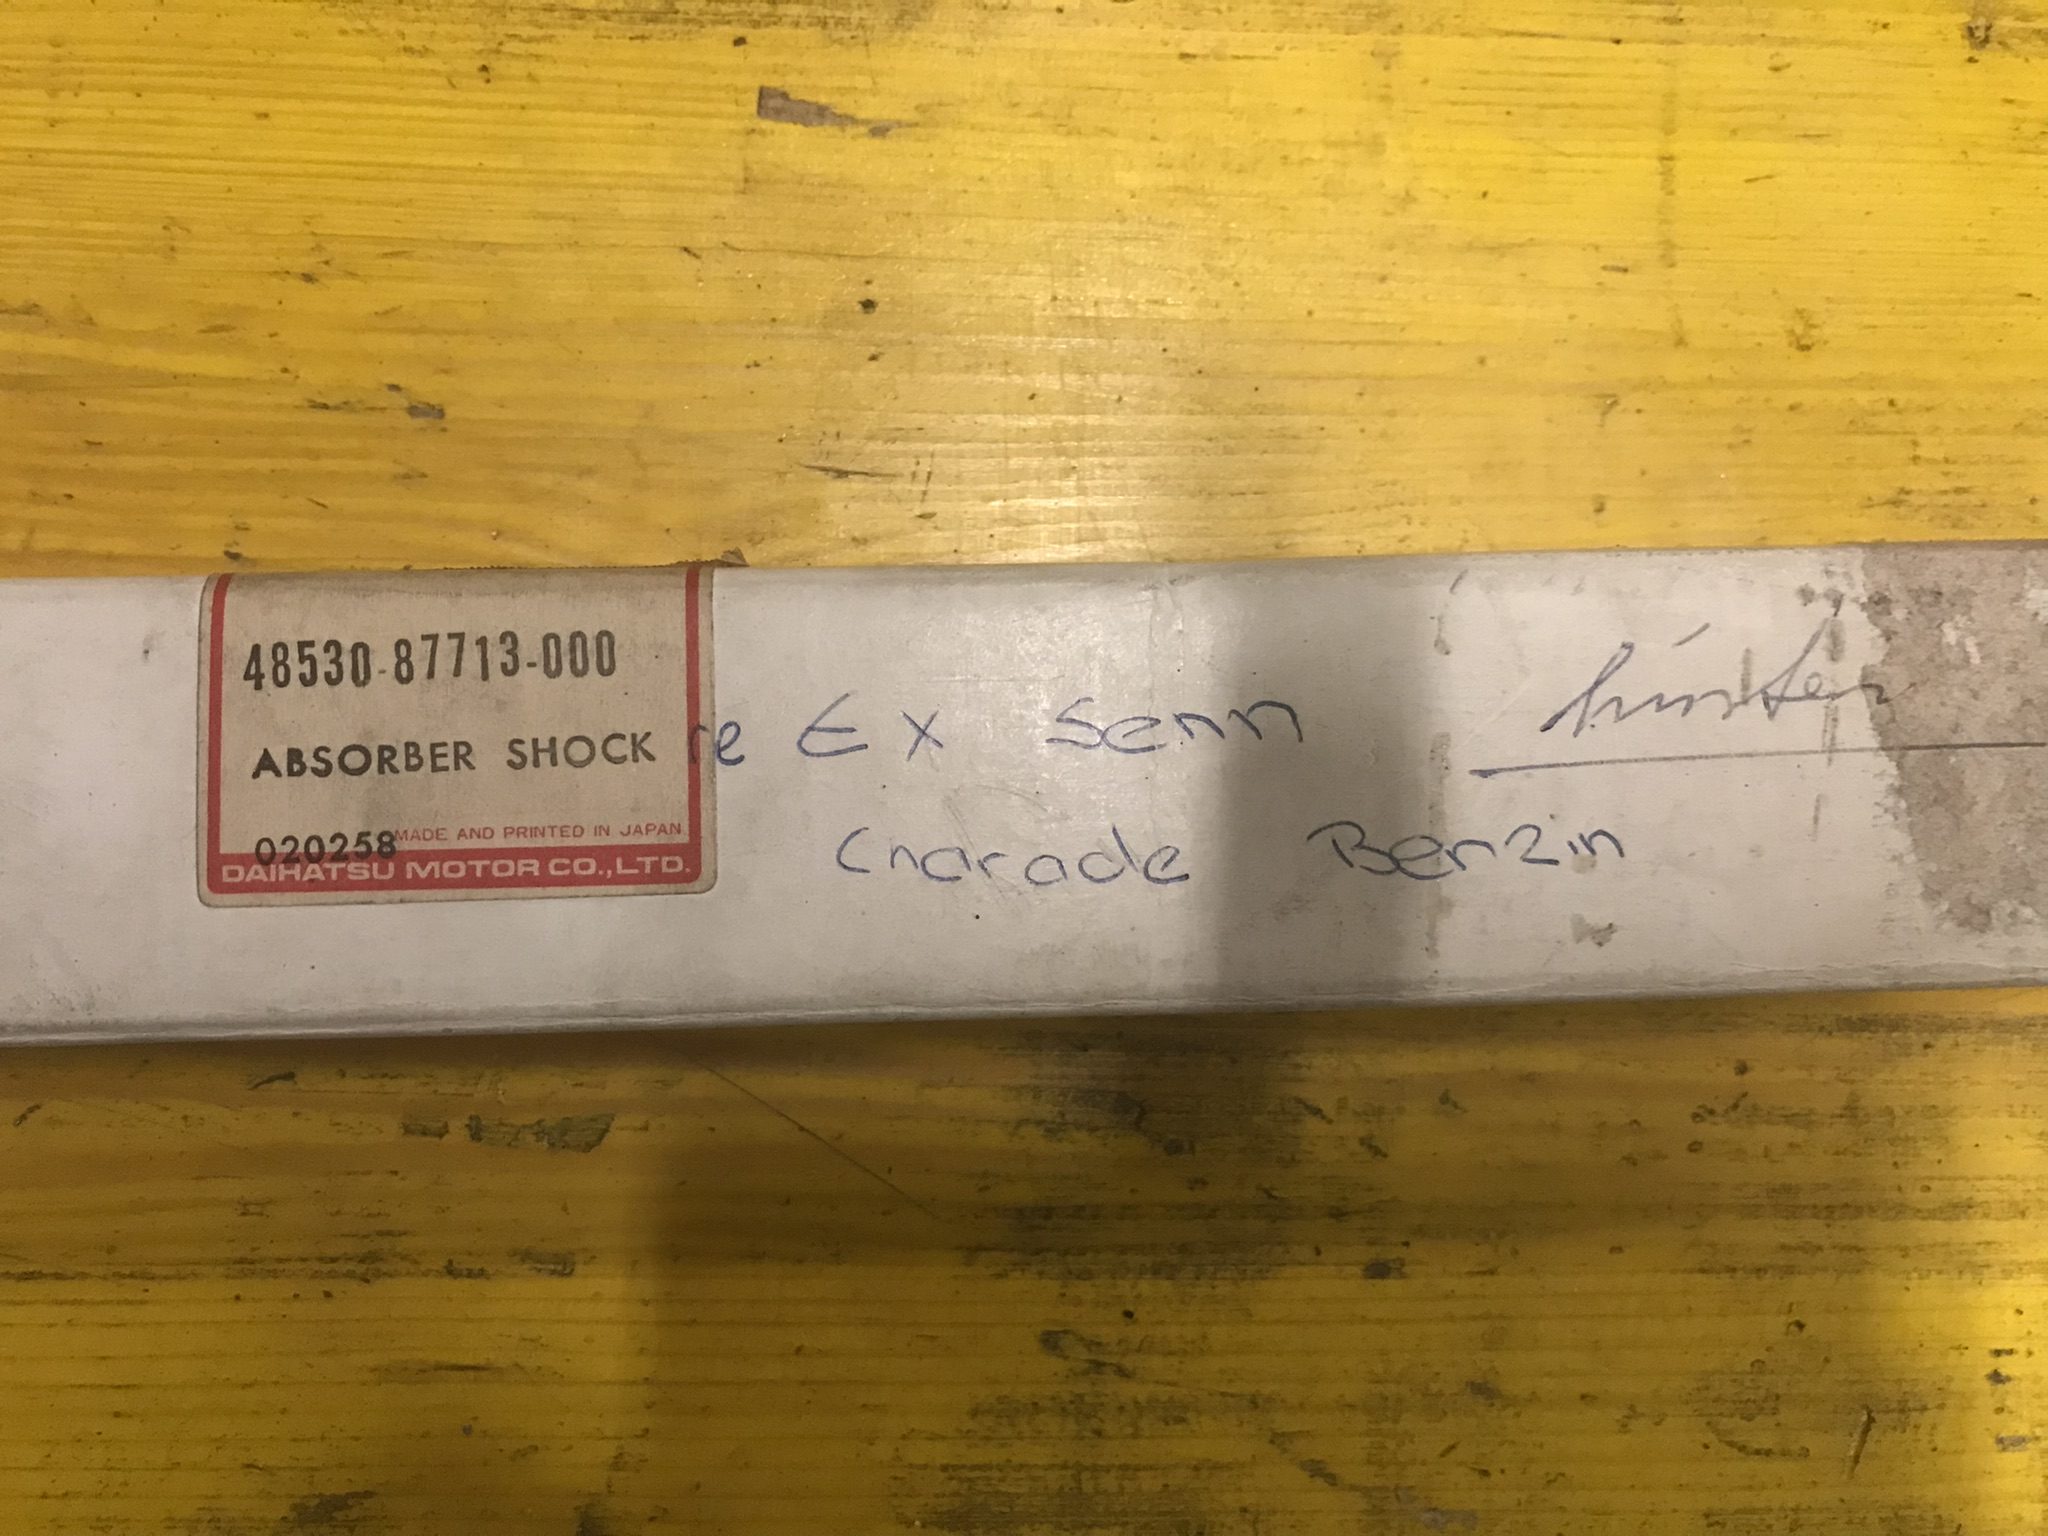 48530-87713-000
ABSORBER SHOCK
MADE AND PRINTED IN JAPAN
020258
DAIHATSU MOTOR CO.,LTD.
re Ex Senn
hinten
Charade Benzin